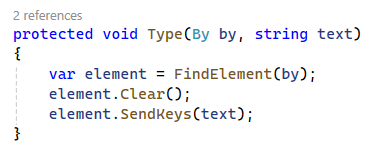 2 references
protected void Type(By by, string text)
{
    var element = FindElement(by);
    element.Clear();
    element.SendKeys(text);
}